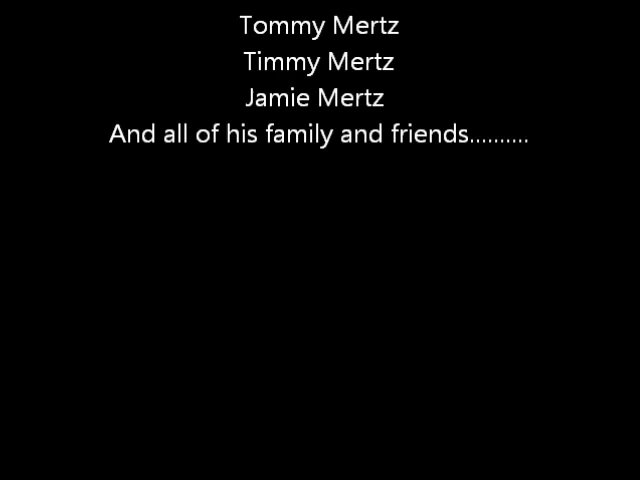 Tommy Mertz
Timmy Mertz
Jamie Mertz
And all of his family and friends..........